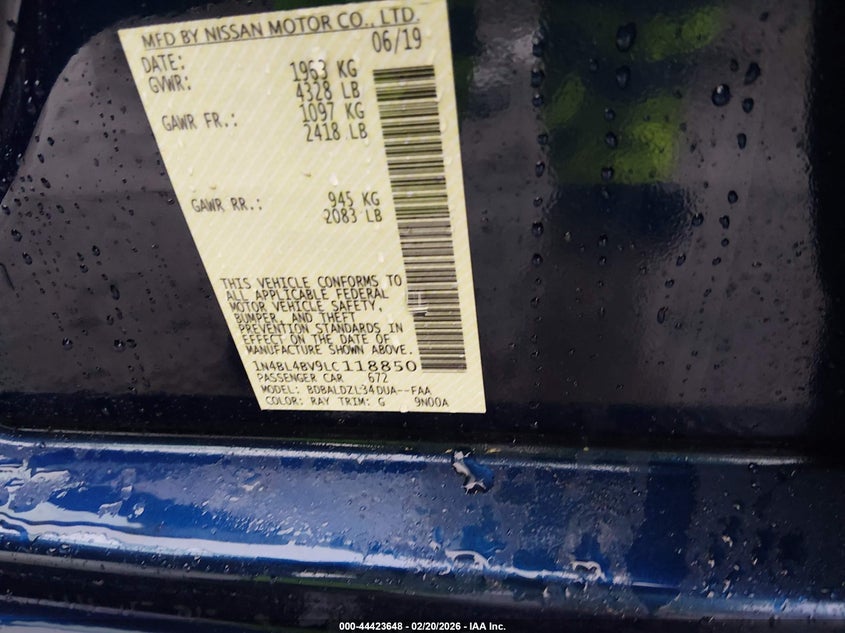 MFD BY NISSAN MOTOR CO., LTD.
DATE: 06/19
GVWR: 1963 KG
4328 LB
GAWR FR.: 1097 KG
2418 LB
GAWR RR.: 945 KG
2083 LB
THIS VEHICLE CONFORMS TO
ALL APPLICABLE FEDERAL
MOTOR VEHICLE SAFETY,
BUMPER, AND THEFT
PREVENTION STANDARDS IN
EFFECT ON THE DATE OF
MANUFACTURE SHOWN ABOVE.
1N4BL4BV9LC118850
PASSENGER CAR 672
MODEL: BDBALDZL34DUA--FAA
COLOR: RAY TRIM: G 9N00A
000-44423648 - 02/20/2026 - IAA Inc.